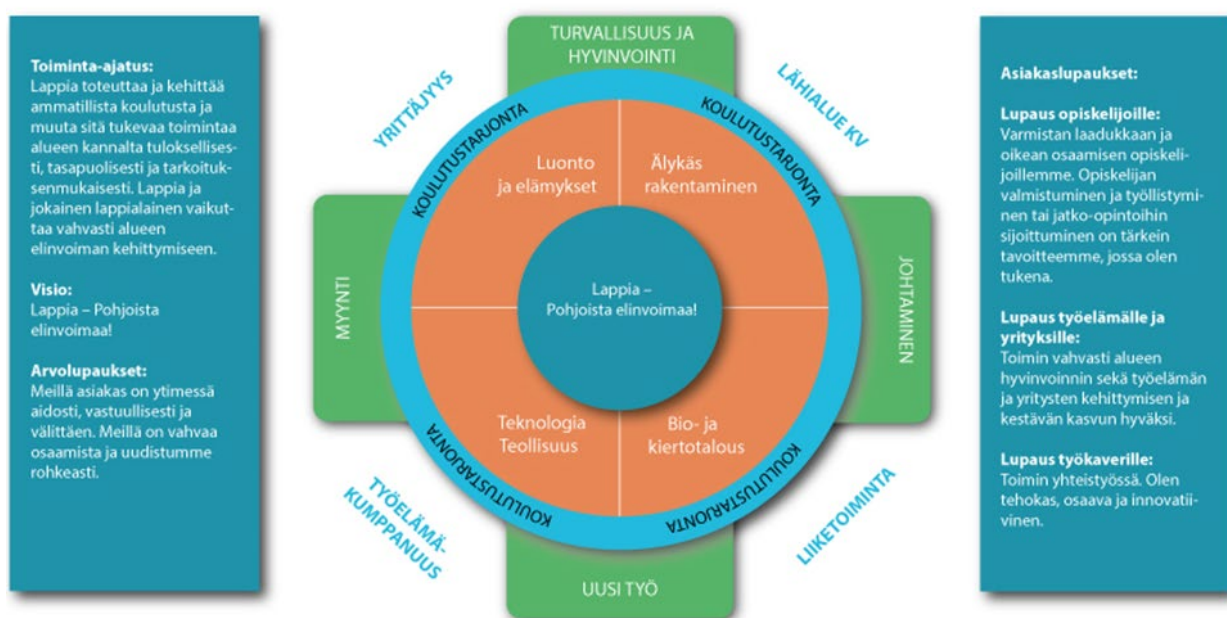 Toiminta-ajatus:
Lappia toteuttaa ja kehittää
ammatillista koulutusta ja
muuta sitä tukevaa toimintaa
alueen kannalta tuloksellises-
ti, tasapuolisesti ja tarkoituk-
senmukaisesti. Lappia ja
jokainen lappialainen vaikut-
taa vahvasti alueen
elinvoiman kehittymiseen.
Visio:
Lappia – Pohjoista
elinvoimaa!
Arvolupaukset:
Meillä asiakas on ytimessä
aidosti, vastuullisesti ja
välittäen. Meillä on vahvaa
osaamista ja uudistumme
rohkeasti.
TURVALLISUUS JA
HYVINVOINTI
YRITTÄJYYS
LÄHIALUE KV
KOULUTUSTARJONTA
KOULUTUSTARJONTA
Luonto
ja elämykset
Älykäs
rakentaminen
MYYNTI
Lappia –
Pohjoista elinvoimaa!
JOHTAMINEN
Teknologia
Teollisuus
Bio- ja
kiertotalous
KOULUTUSTARJONTA
KOULUTUSTARJONTA
TYÖELÄMÄ-
KUMPPANUUS
LIIKETOIMINTA
UUSI TYÖ
Asiakaslupaukset:
Lupaus opiskelijoille:
Varmistan laadukkaan ja
oikean osaamisen opiskeli-
joillemme. Opiskelijan
valmistuminen ja työllistymi-
nen tai jatko-opintoihin
sijoittuminen on tärkein
tavoitteemme, jossa olen
tukena.
Lupaus työelämälle ja
yrityksille:
Toimin vahvasti alueen
hyvinvoinnin sekä työelämän
ja yritysten kehittymisen ja
kestävän kasvun hyväksi.
Lupaus työkaverille:
Toimin yhteistyössä. Olen
tehokas, osaava ja innovatii-
vinen.